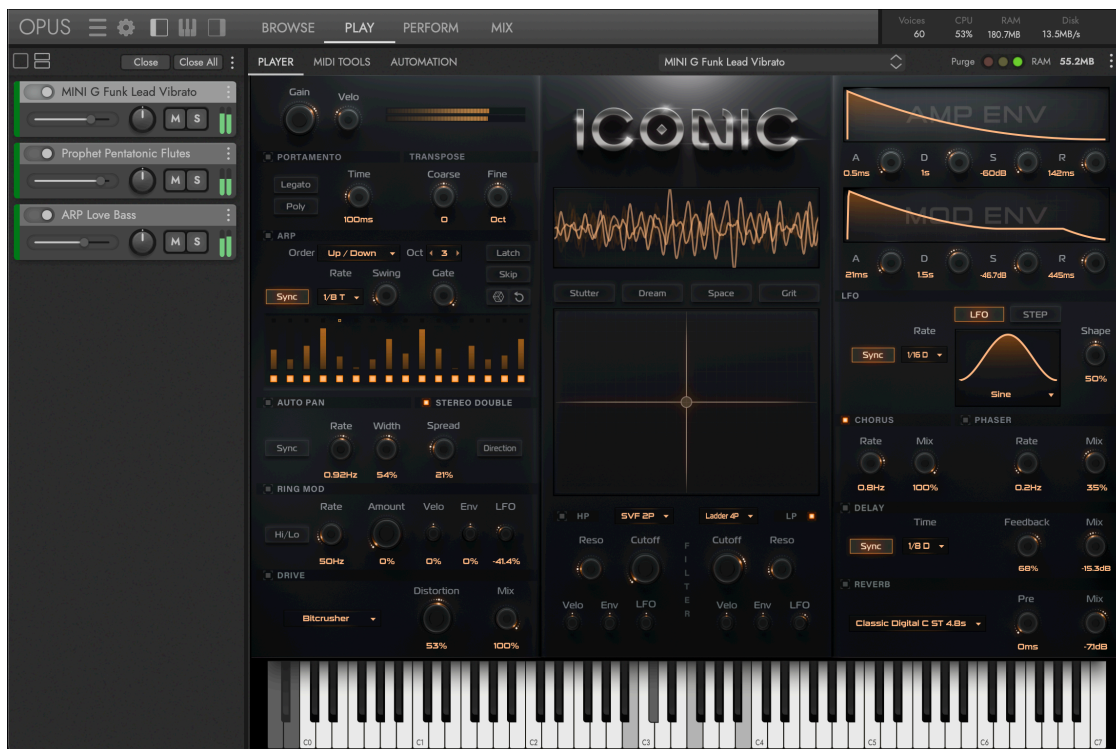 OPUS BROWSE PLAY PERFORM MIX Voices CPU RAM Disk
60 53% 180.7MB 13.5MB/s
Close Close All PLAYER MIDI TOOLS AUTOMATION MINI G Funk Lead Vibrato Purge RAM 55.2MB
MINI G Funk Lead Vibrato
M S
Prophet Pentatonic Flutes
M S
ARP Love Bass
M S
Gain Velo
PORTAMENTO TRANSPOSE
Legato Time Coarse Fine
Poly
100ms 0 Oct
ARP
Order Up / Down Oct 3 Latch
Rate Swing Gate Skip
Sync 1/8 T
AUTO PAN STEREO DOUBLE
Rate Width Spread
Sync Direction
0.92Hz 54% 21%
RING MOD
Rate Amount Velo Env LFO
Hi/Lo
50Hz 0% 0% 0% -41.4%
DRIVE
Distortion Mix
Bitcrusher
53% 100%
ICONIC
Stutter Dream Space Grit
HP SVF 2P Ladder 4P LP
Reso Cutoff Cutoff Reso
FILTER
Velo Env LFO Velo Env LFO
AMP ENV
A D S R
0.5ms 1s -60dB 142ms
MOD ENV
A D S R
21ms 1.5s -46.7dB 445ms
LFO
LFO STEP
Rate Shape
Sync 1/16 D
50%
Sine
CHORUS PHASER
Rate Mix Rate Mix
0.8Hz 100% 0.2Hz 35%
DELAY
Time Feedback Mix
Sync 1/8 D
68% -15.3dB
REVERB
Pre Mix
Classic Digital C ST 4.8s
0ms -7.1dB
C0 C1 C2 C3 C4 C5 C6 C7